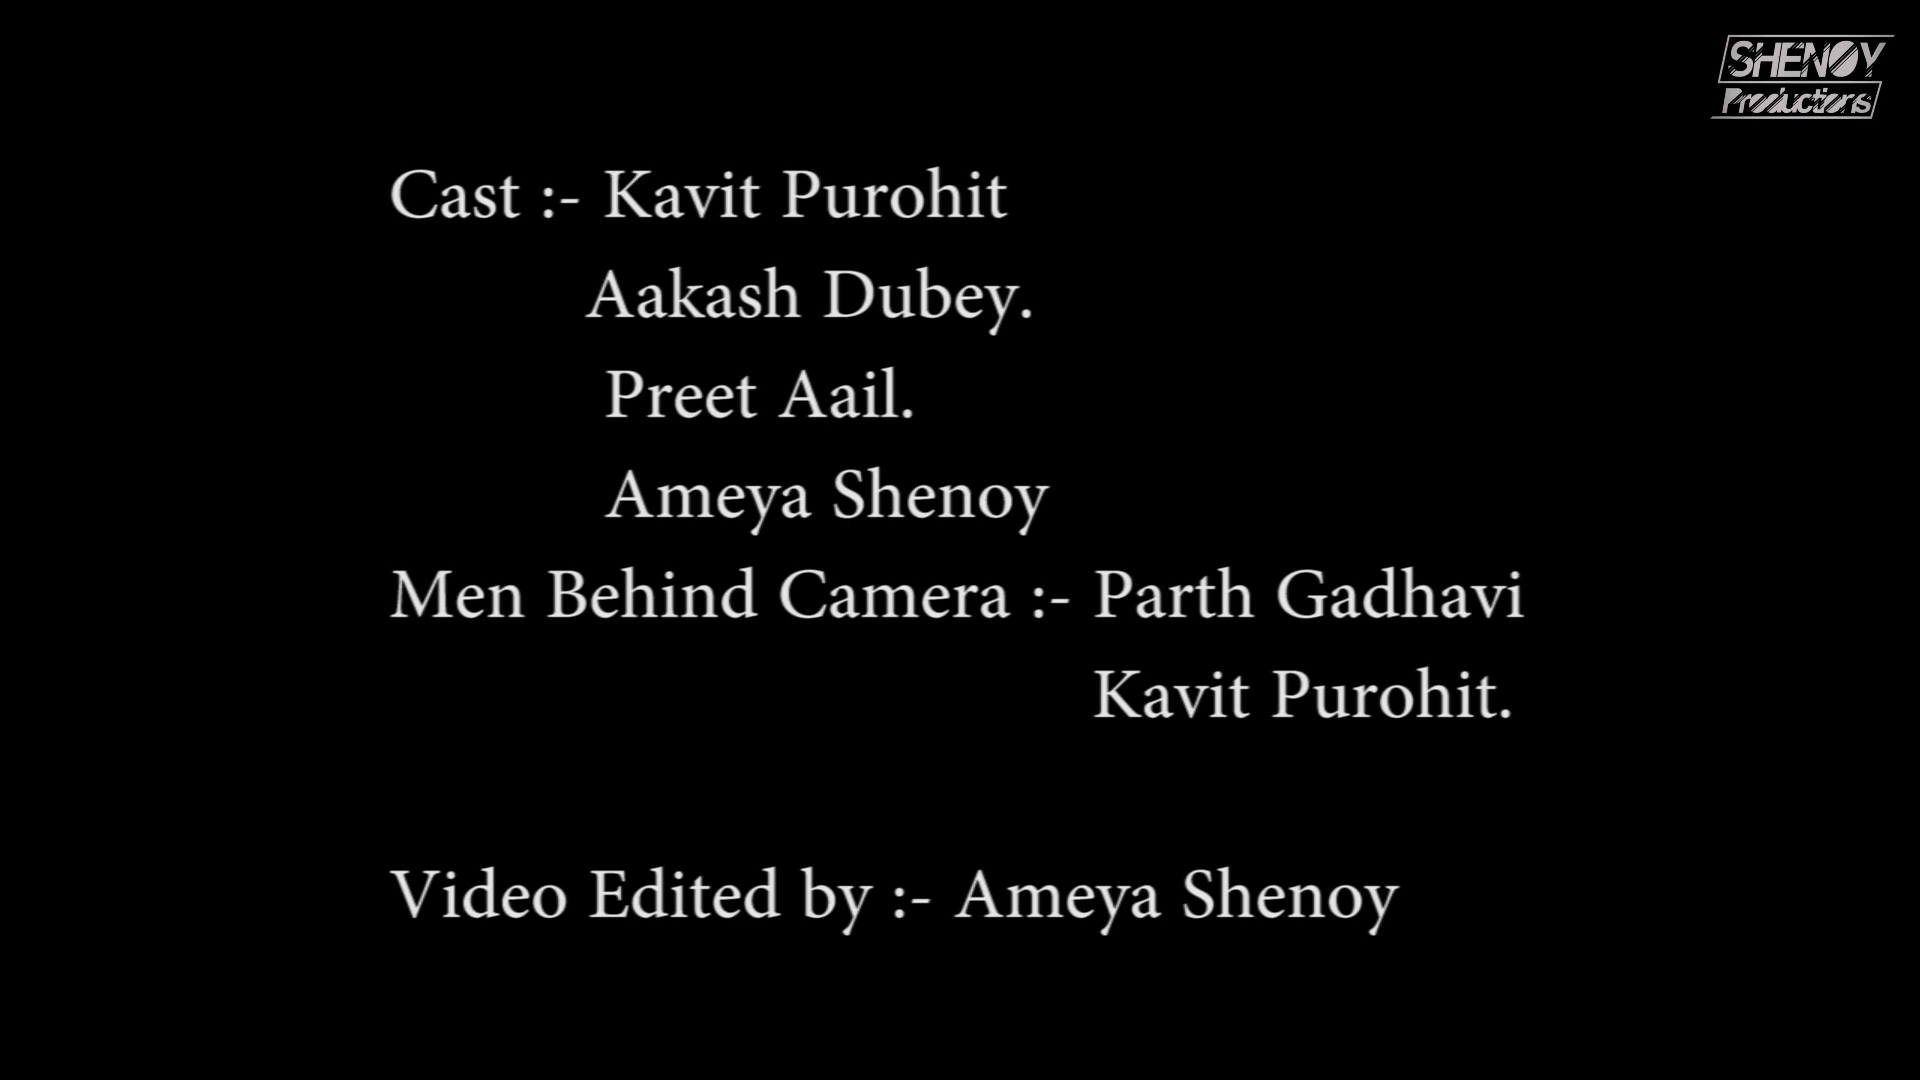 SHENOY
Productions
Cast :- Kavit Purohit
Aakash Dubey.
Preet Aail.
Ameya Shenoy
Men Behind Camera :- Parth Gadhavi
Kavit Purohit.
Video Edited by :- Ameya Shenoy